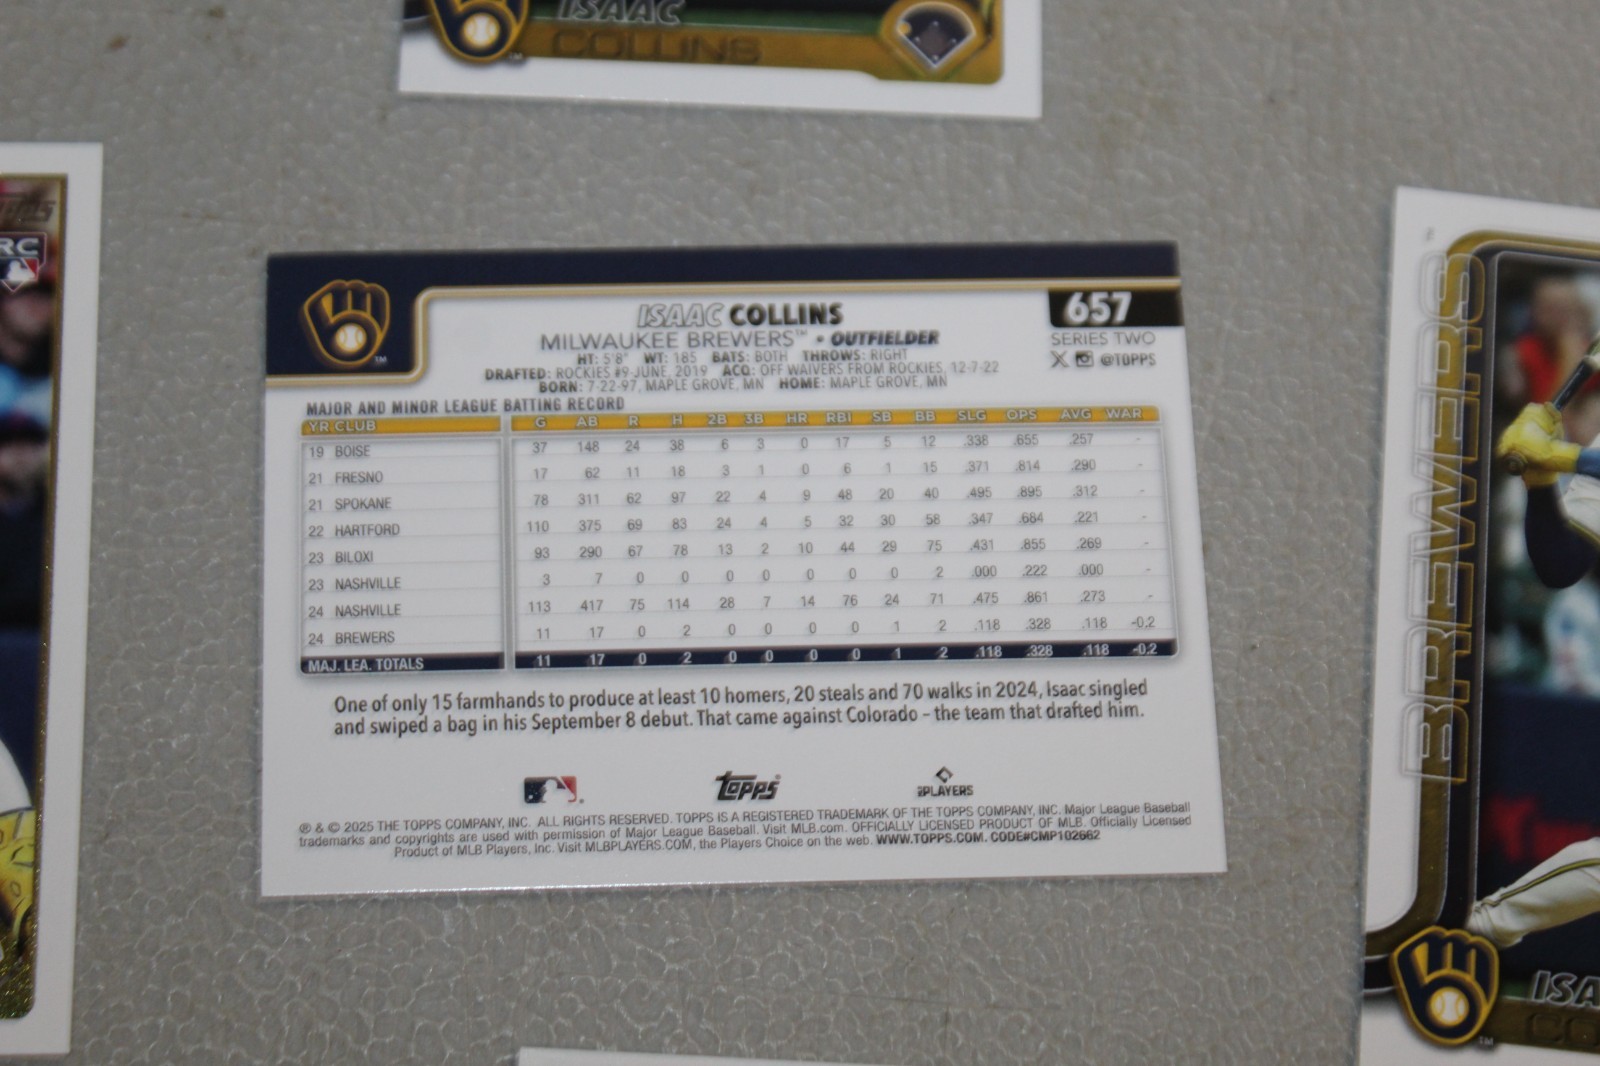 ISAAC
COLLINS
RC
ISAAC COLLINS
657
MILWAUKEE BREWERS™ • OUTFIELDER
SERIES TWO
HT: 5'8" WT: 185 BATS: BOTH THROWS: RIGHT
@TOPPS
DRAFTED: ROCKIES #9-JUNE, 2019 ACQ: OFF WAIVERS FROM ROCKIES, 12-7-22
BORN: 7-22-97, MAPLE GROVE, MN HOME: MAPLE GROVE, MN
MAJOR AND MINOR LEAGUE BATTING RECORD
YR CLUB G AB R H 2B 3B HR RBI SB BB SLG OPS AVG WAR
19 BOISE 37 148 24 38 6 3 0 17 5 12 .338 .655 .257 -
21 FRESNO 17 62 11 18 3 1 0 6 1 15 .371 .814 .290 -
21 SPOKANE 78 311 62 97 22 4 9 48 20 40 .495 .895 .312 -
22 HARTFORD 110 375 69 83 24 4 5 32 30 58 .347 .684 .221 -
23 BILOXI 93 290 67 78 13 2 10 44 29 75 .431 .855 .269 -
23 NASHVILLE 3 7 0 0 0 0 0 0 0 2 .000 .222 .000 -
24 NASHVILLE 113 417 75 114 28 7 14 76 24 71 .475 .861 .273 -
24 BREWERS 11 17 0 2 0 0 0 0 1 2 .118 .328 .118 -0.2
MAJ. LEA. TOTALS 11 17 0 2 0 0 0 0 1 2 .118 .328 .118 -0.2
One of only 15 farmhands to produce at least 10 homers, 20 steals and 70 walks in 2024, Isaac singled
and swiped a bag in his September 8 debut. That came against Colorado – the team that drafted him.
topps
PLAYERS
® & © 2025 THE TOPPS COMPANY, INC. ALL RIGHTS RESERVED. TOPPS IS A REGISTERED TRADEMARK OF THE TOPPS COMPANY, INC. Major League Baseball
trademarks and copyrights are used with permission of Major League Baseball. Visit MLB.com. OFFICIALLY LICENSED PRODUCT OF MLB. Officially Licensed
Product of MLB Players, Inc. Visit MLBPLAYERS.COM, the Players Choice on the web. WWW.TOPPS.COM. CODE#CMP102662
BREWERS
ISA
CO